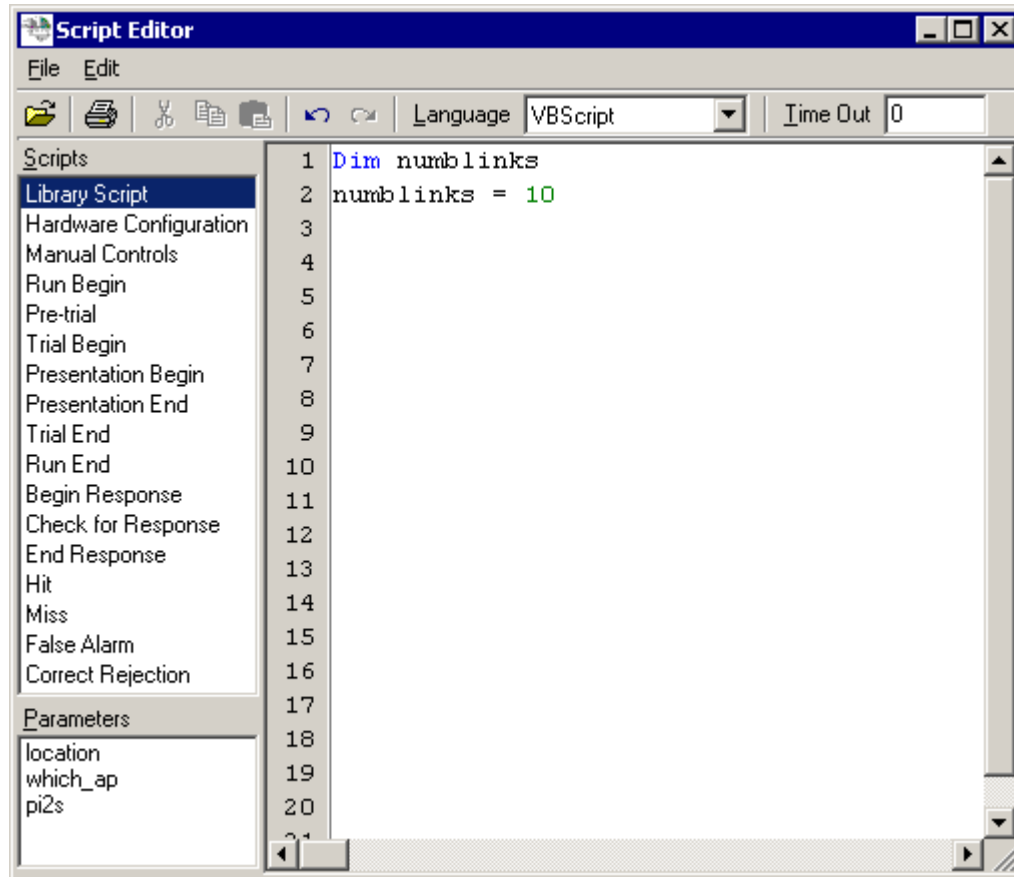 Script Editor
File Edit
Language VBScript Time Out 0
Scripts
Library Script
Hardware Configuration
Manual Controls
Run Begin
Pre-trial
Trial Begin
Presentation Begin
Presentation End
Trial End
Run End
Begin Response
Check for Response
End Response
Hit
Miss
False Alarm
Correct Rejection
Parameters
location
which_ap
pi2s
1 Dim numblinks
2 numblinks = 10
3
4
5
6
7
8
9
10
11
12
13
14
15
16
17
18
19
20